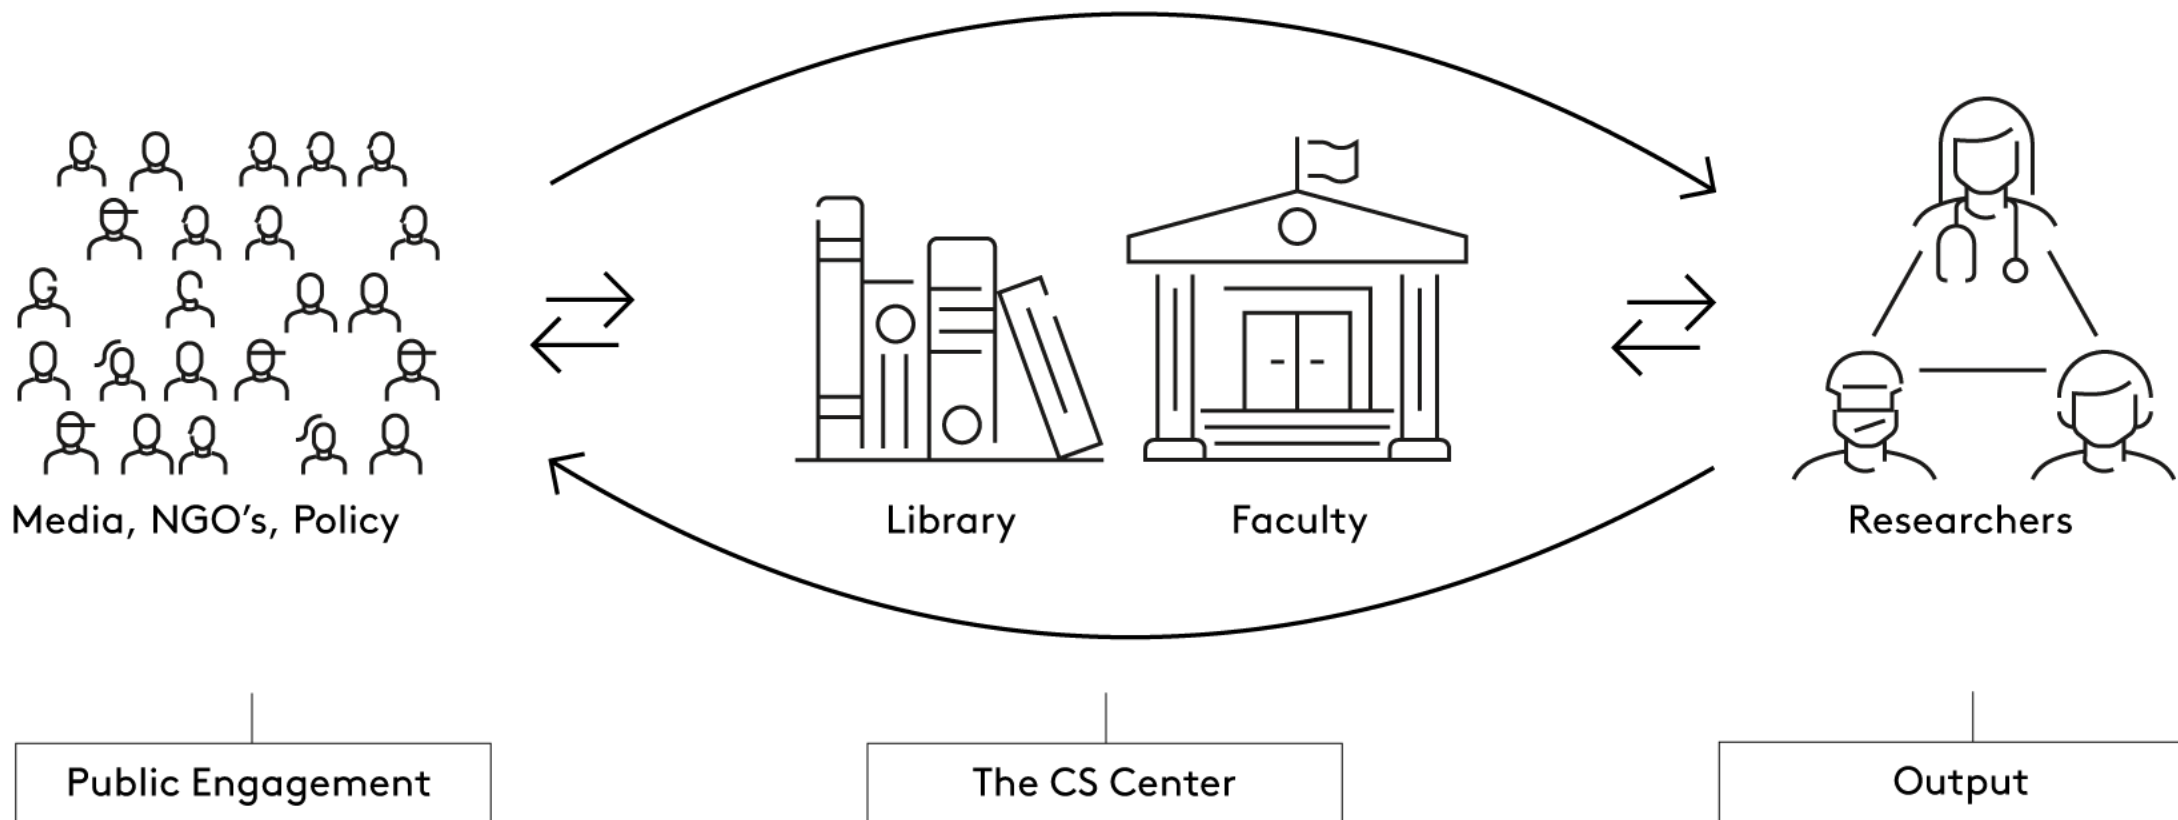 Media, NGO’s, Policy
Library
Faculty
Researchers
Public Engagement
The CS Center
Output